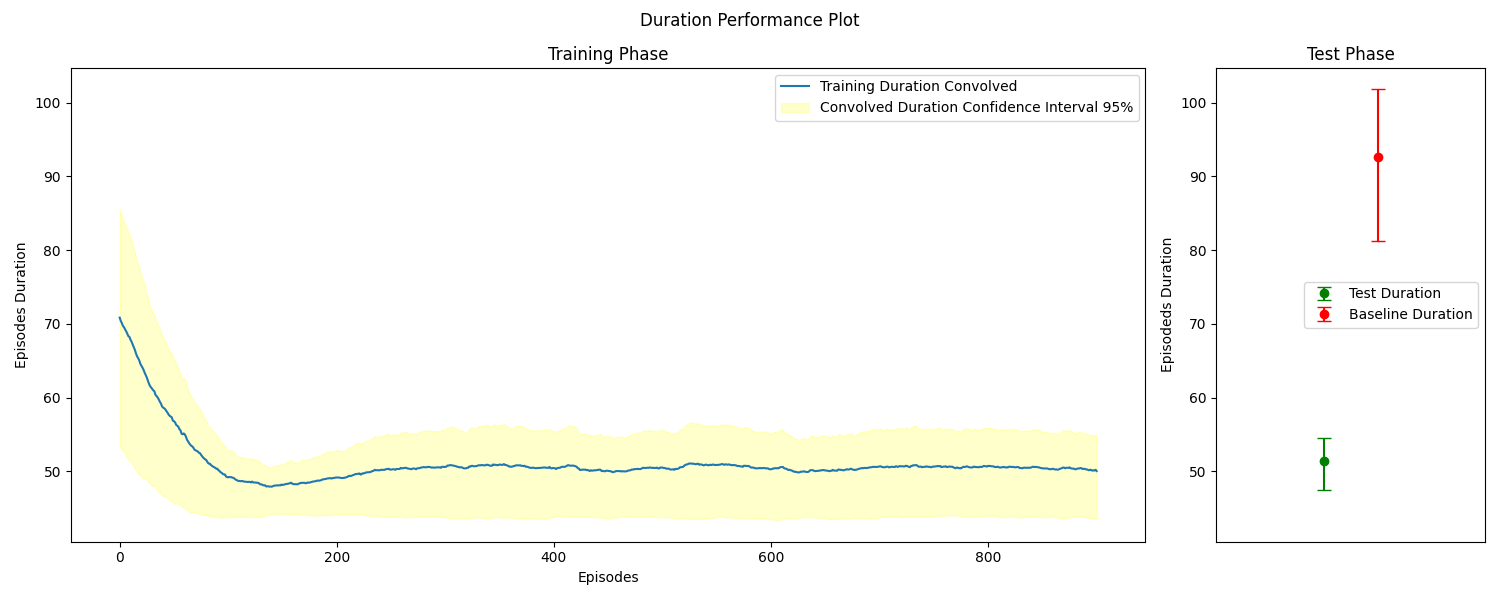 Duration Performance Plot
Training Phase
Training Duration Convolved
Convolved Duration Confidence Interval 95%
Episodes Duration
100
90
80
70
60
50
0
200
400
600
800
Episodes
Test Phase
Test Duration
Baseline Duration
Episodeds Duration
100
90
80
70
60
50